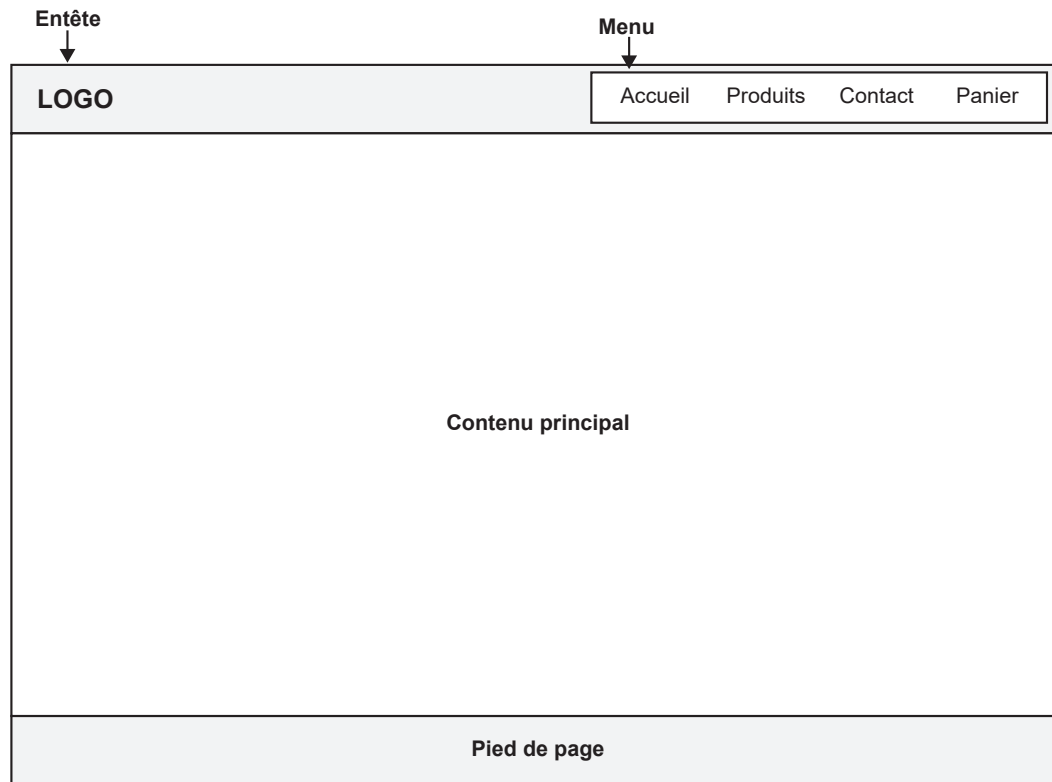 Entête
Menu
LOGO
Accueil Produits Contact Panier
Contenu principal
Pied de page